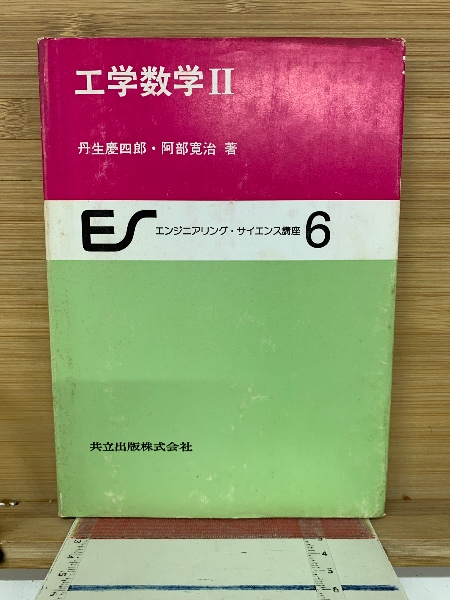 工学数学II
丹生慶四郎・阿部寛治 著
ES エンジニアリング・サイエンス講座 6
共立出版株式会社